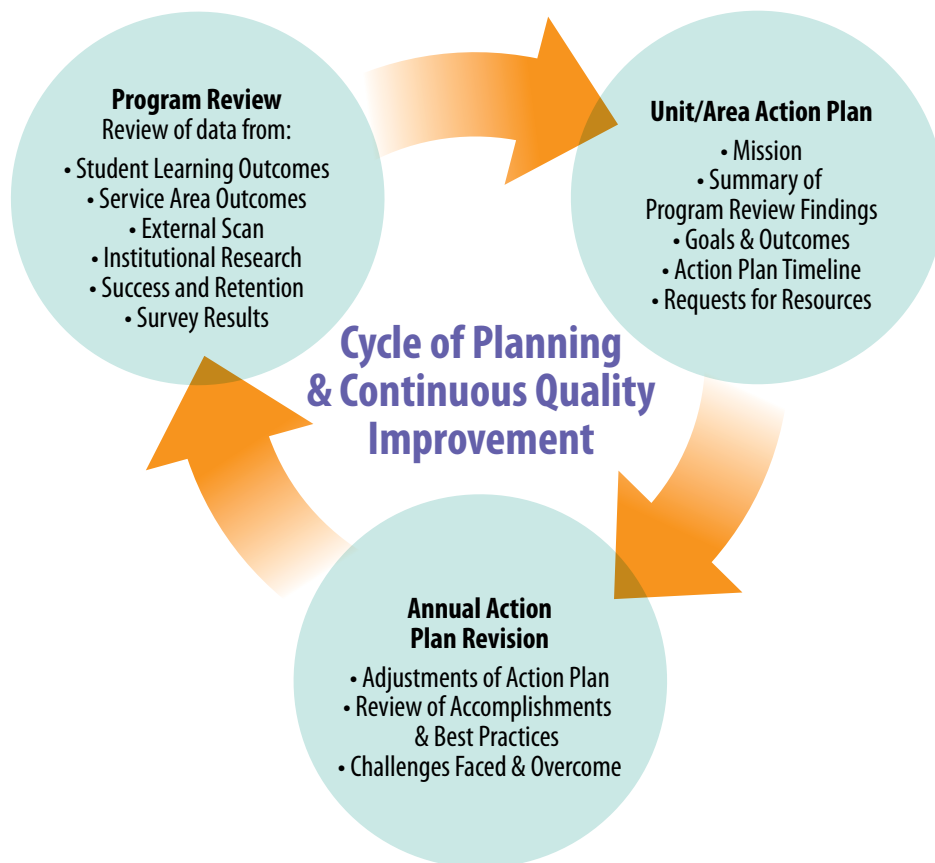 Program Review
Review of data from:
• Student Learning Outcomes
• Service Area Outcomes
• External Scan
• Institutional Research
• Success and Retention
• Survey Results
Unit/Area Action Plan
• Mission
• Summary of
Program Review Findings
• Goals & Outcomes
• Action Plan Timeline
• Requests for Resources
Cycle of Planning
& Continuous Quality
Improvement
Annual Action
Plan Revision
• Adjustments of Action Plan
• Review of Accomplishments
& Best Practices
• Challenges Faced & Overcome